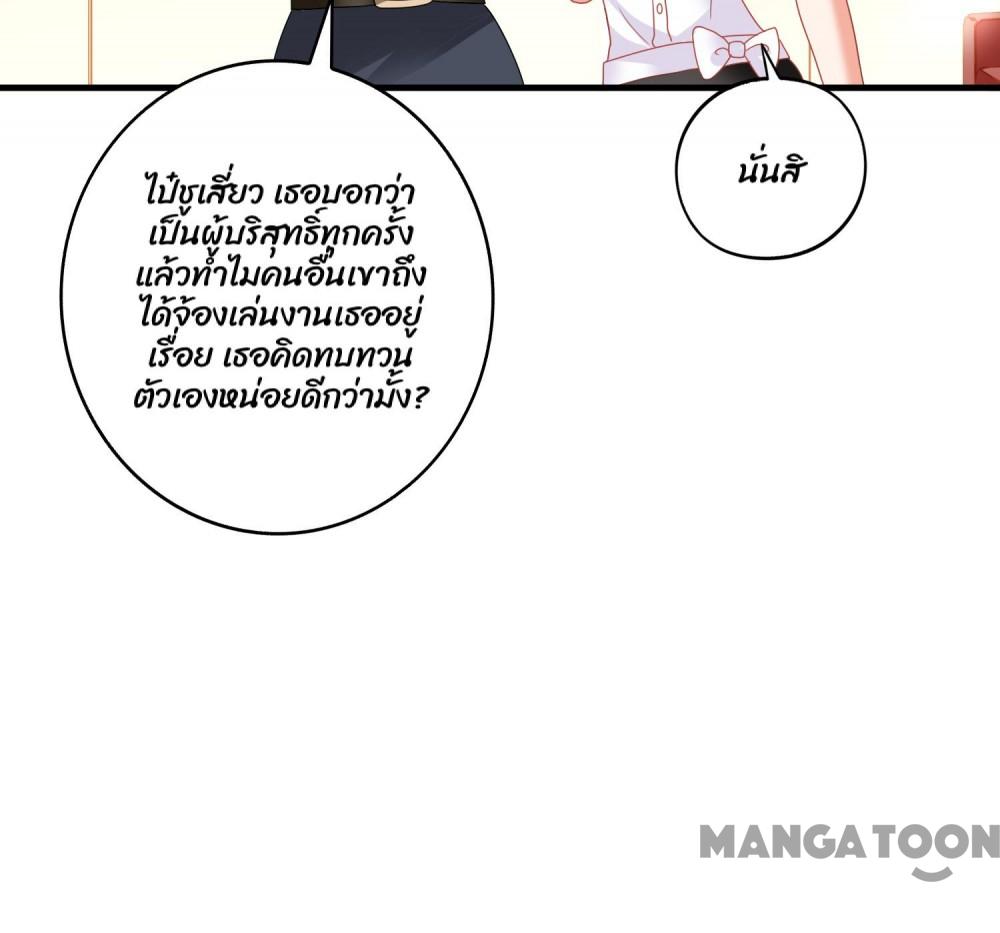 ไป๋ชูเสี่ยว เธอบอกว่า
เป็นผู้บริสุทธิ์ทุกครั้ง
แล้วทำไมคนอื่นเขาถึง
ได้จ้องเล่นงานเธออยู่
เรื่อย เธอคิดทบทวน
ตัวเองหน่อยดีกว่ามั้ง?
นั่นสิ
MANGATOON